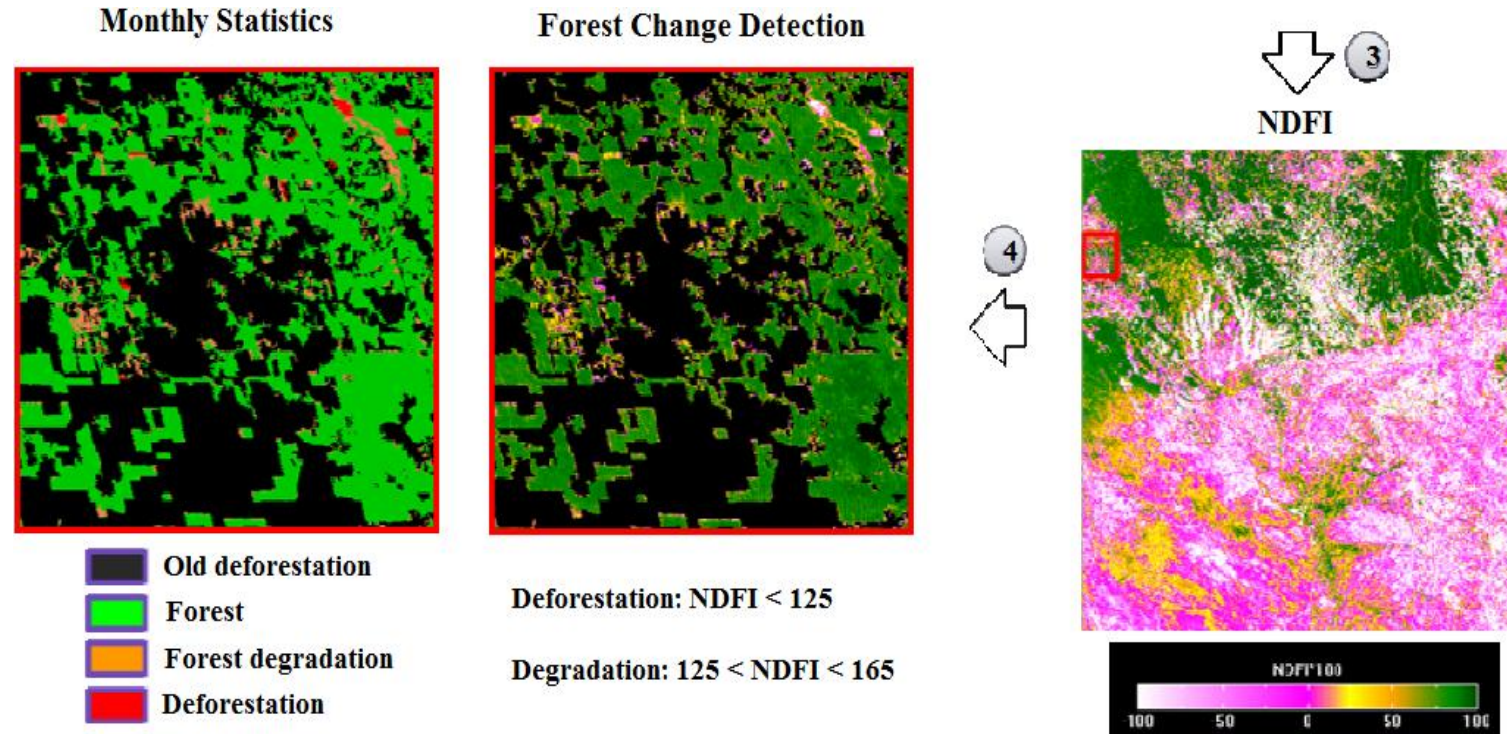 Monthly Statistics
Forest Change Detection
3
NDFI
4
Old deforestation
Forest
Forest degradation
Deforestation
Deforestation: NDFI < 125
Degradation: 125 < NDFI < 165
NDFI*100
-100 -50 0 50 100